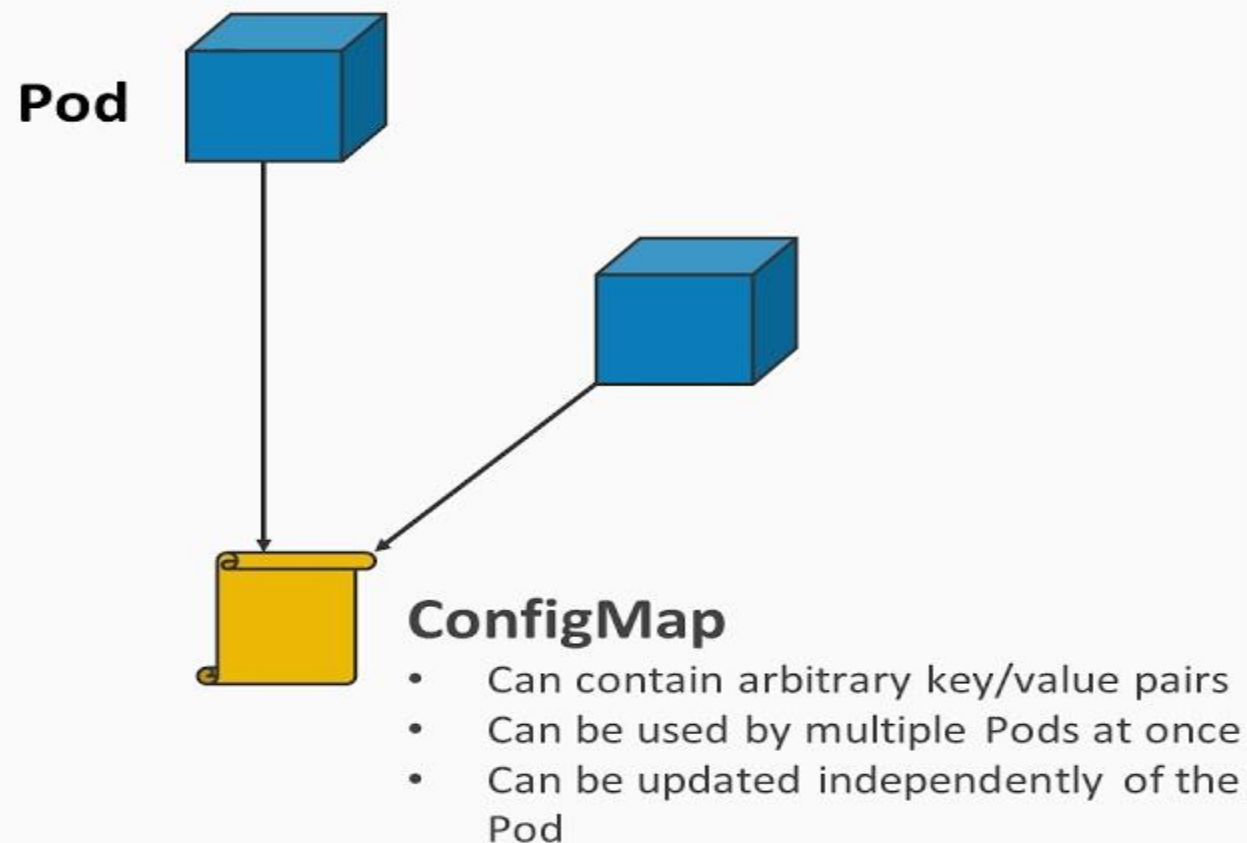 Pod
ConfigMap
• Can contain arbitrary key/value pairs
• Can be used by multiple Pods at once
• Can be updated independently of the
Pod